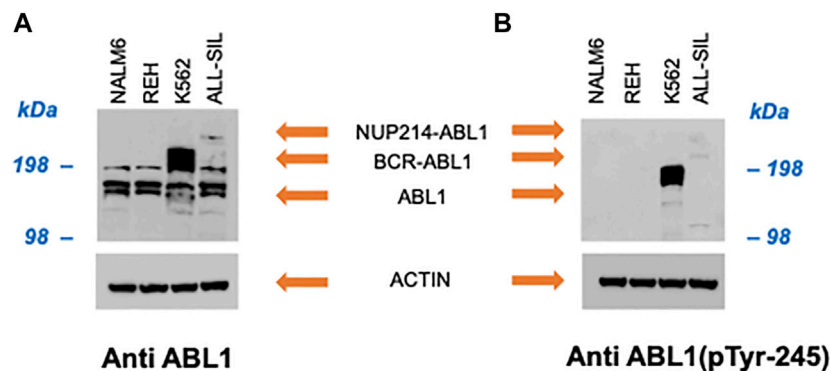 A
B
NALM6
REH
K562
ALL-SIL
NALM6
REH
K562
ALL-SIL
kDa
kDa
NUP214-ABL1
BCR-ABL1
198 –
– 198
ABL1
98 –
– 98
ACTIN
Anti ABL1
Anti ABL1(pTyr-245)